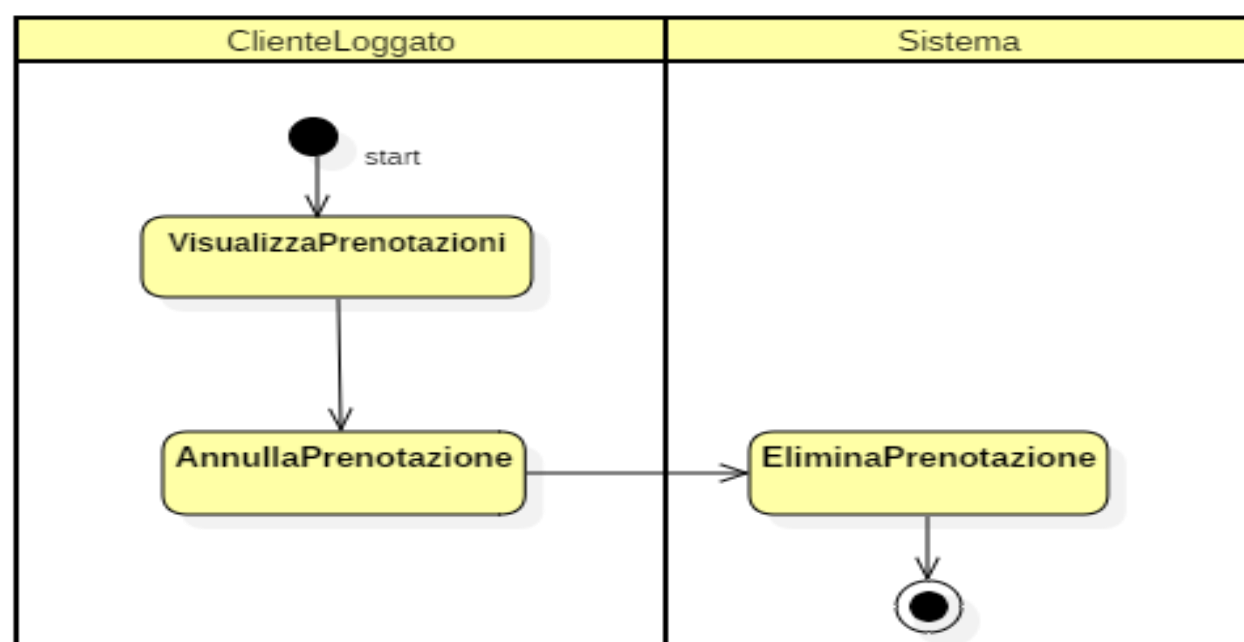 ClienteLoggato
Sistema
start
VisualizzaPrenotazioni
AnnullaPrenotazione
EliminaPrenotazione